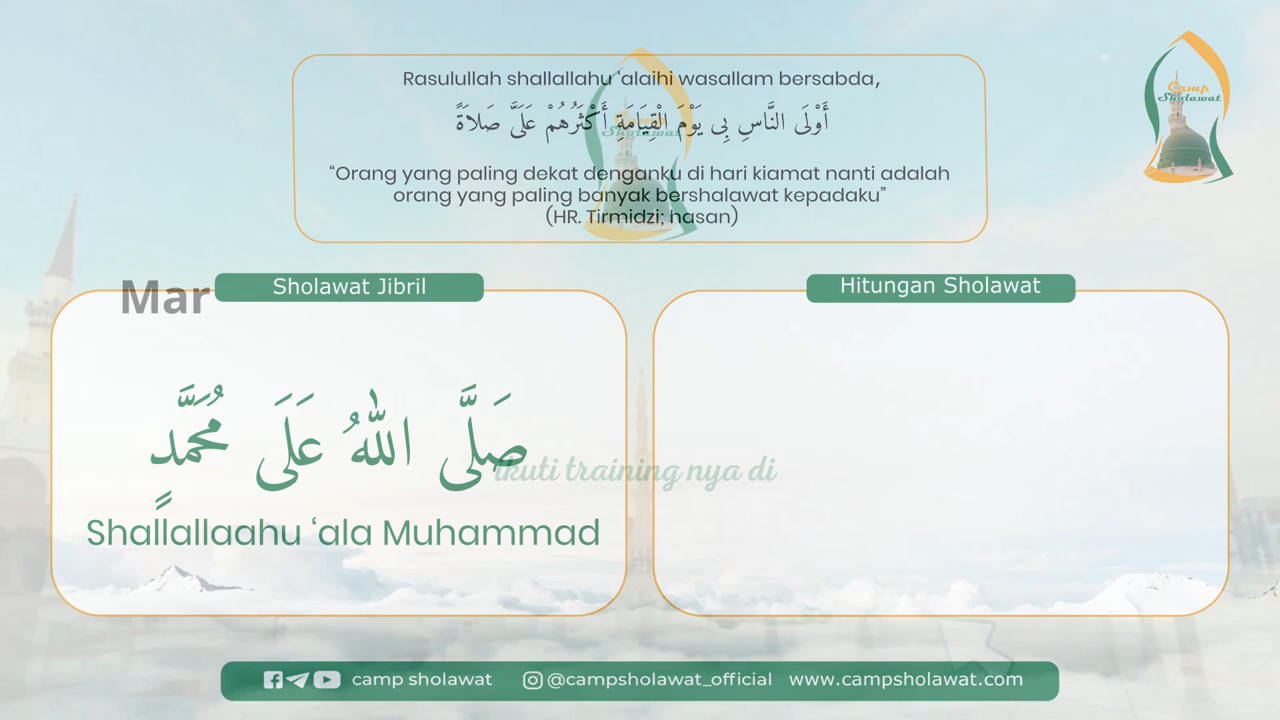 Rasulullah shallallahu ‘alaihi wasallam bersabda,
أَوْلَى النَّاسِ بِى يَوْمَ الْقِيَامَةِ أَكْثَرُهُمْ عَلَىَّ صلاَةً
“Orang yang paling dekat denganku di hari kiamat nanti adalah
orang yang paling banyak bershalawat kepadaku”
(HR. Tirmidzi; hasan)
Camp
Sholawat
Mar
Sholawat Jibril
صَلَّى اللهُ عَلَى مُحَمَّدٍ
Shallallaahu ‘ala Muhammad
Hitungan Sholawat
ikuti training nya di
camp sholawat @campsholawat_official www.campsholawat.com